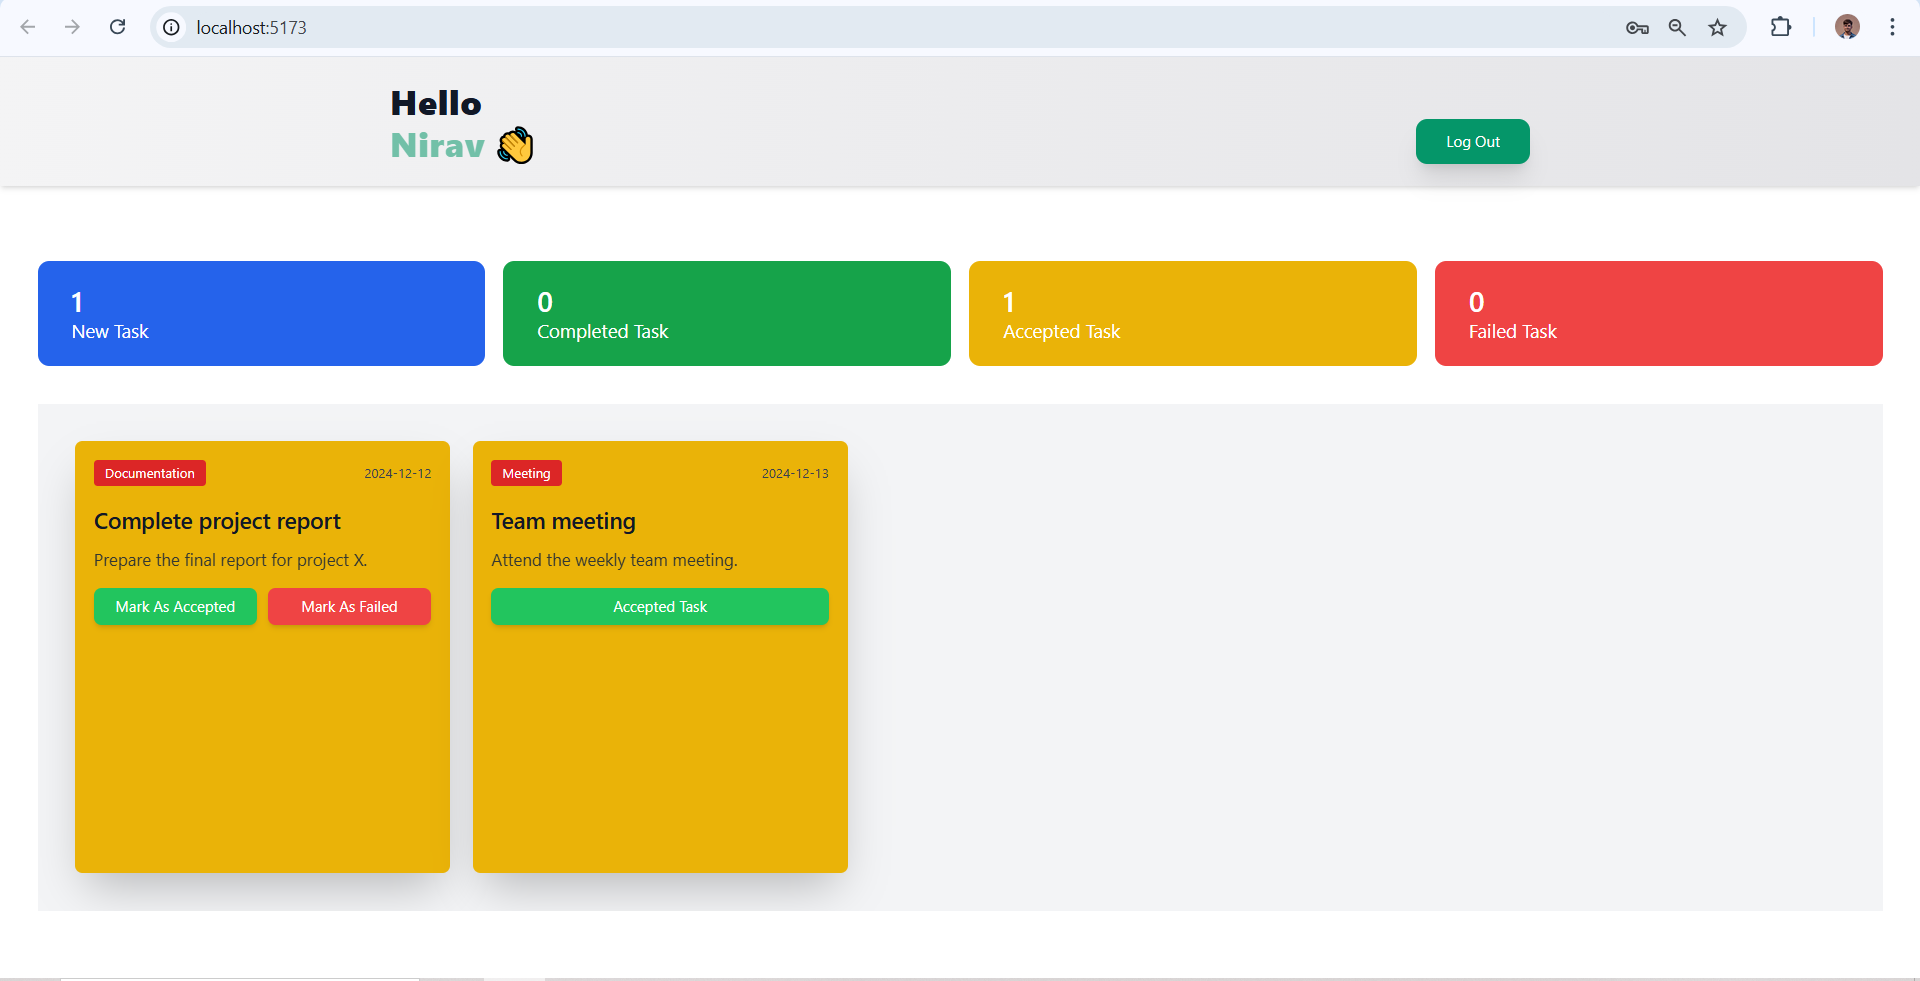 localhost:5173
Hello
Nirav 👋
Log Out
1
New Task
0
Completed Task
1
Accepted Task
0
Failed Task
Documentation 2024-12-12
Complete project report
Prepare the final report for project X.
Mark As Accepted Mark As Failed
Meeting 2024-12-13
Team meeting
Attend the weekly team meeting.
Accepted Task